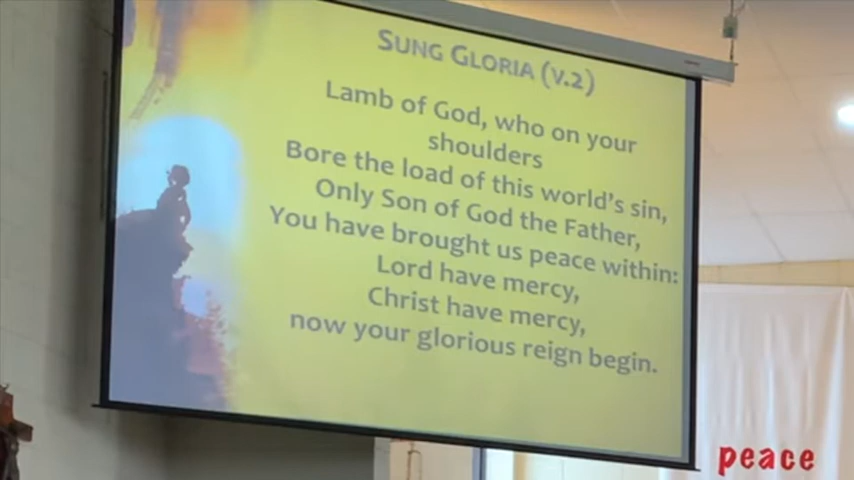 SUNG GLORIA (V.2)
Lamb of God, who on your
shoulders
Bore the load of this world's sin,
Only Son of God the Father,
You have brought us peace within:
Lord have mercy,
Christ have mercy,
now your glorious reign begin.
peace